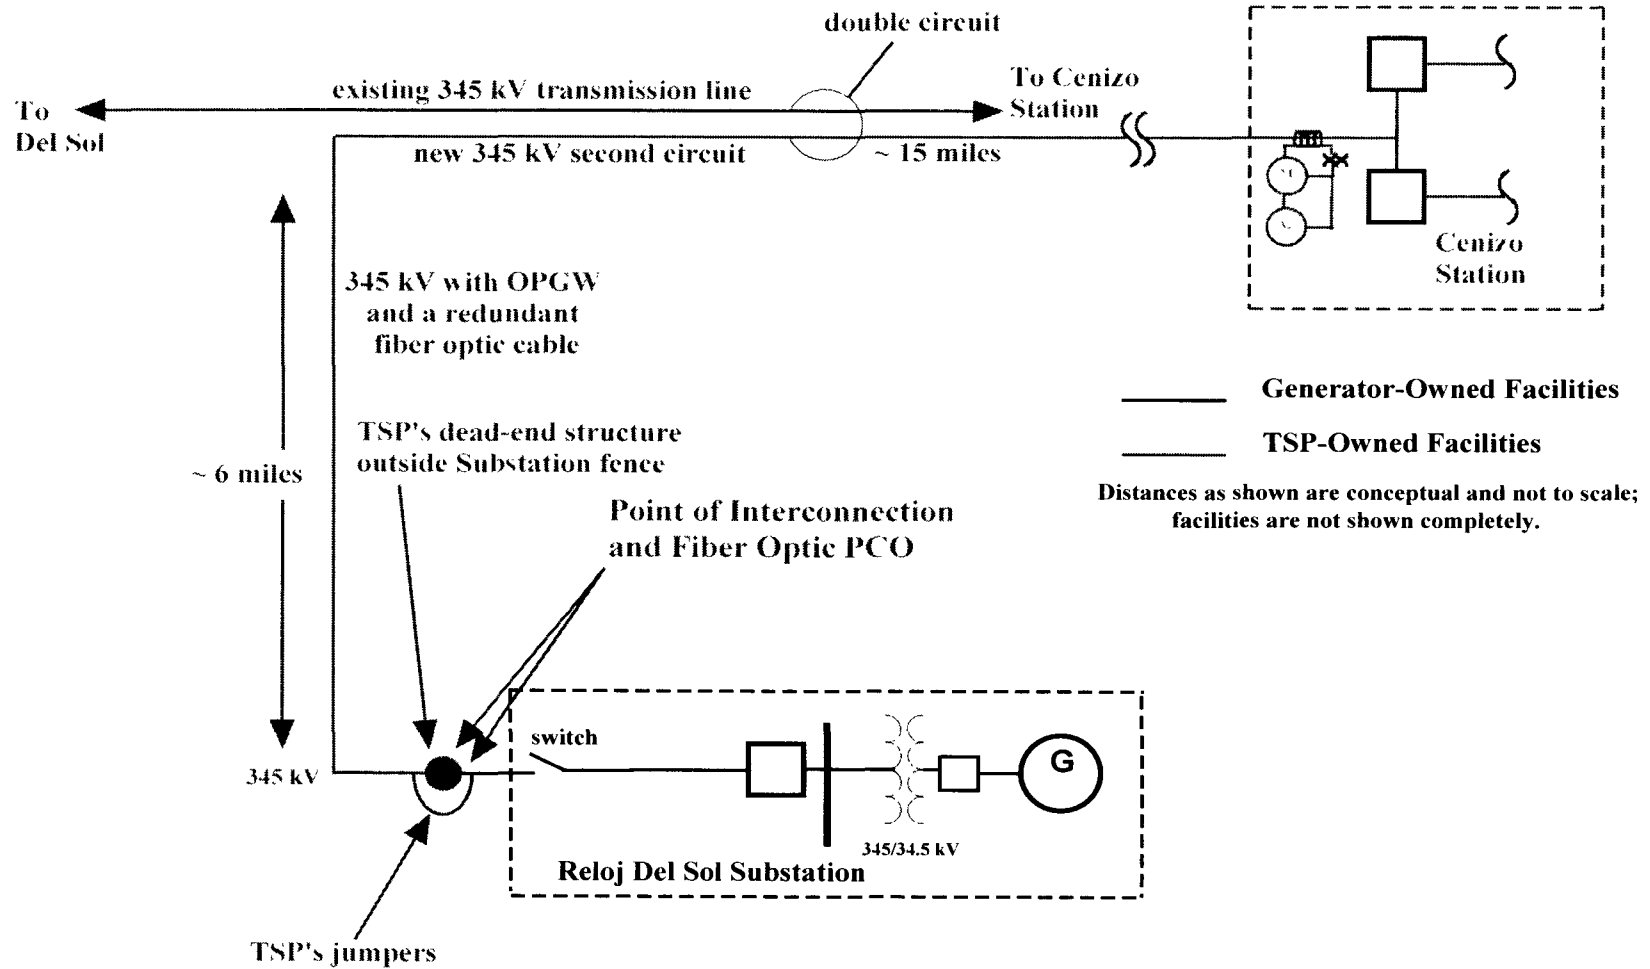 double circuit
existing 345 kV transmission line
To Cenizo
Station
To
Del Sol
new 345 kV second circuit
~ 15 miles
Cenizo
Station
345 kV with OPGW
and a redundant
fiber optic cable
Generator-Owned Facilities
TSP-Owned Facilities
Distances as shown are conceptual and not to scale;
facilities are not shown completely.
TSP's dead-end structure
outside Substation fence
~ 6 miles
Point of Interconnection
and Fiber Optic PCO
switch
G
345 kV
345/34.5 kV
Reloj Del Sol Substation
TSP's jumpers